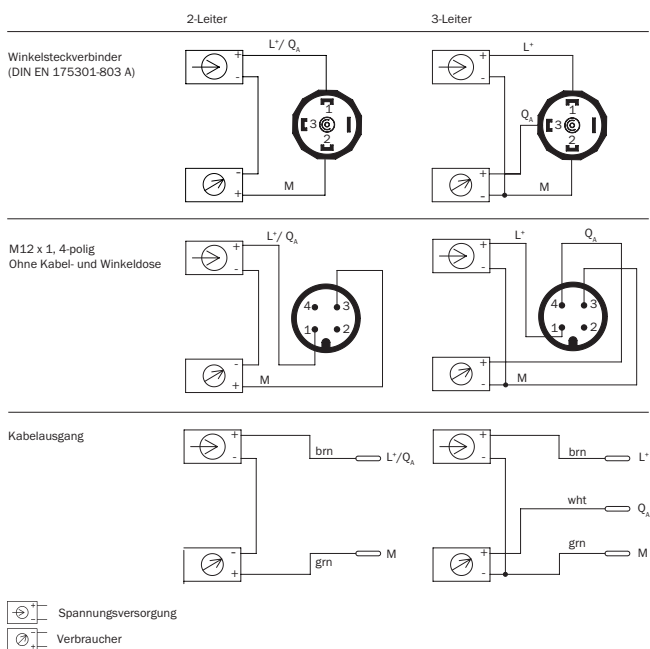 2-Leiter
3-Leiter
Winkelsteckverbinder
(DIN EN 175301-803 A)
+
-
L⁺/ Q_A
1
3
2
-
+
M
+
-
L⁺
Q_A
1
3
2
+
-
M
M12 x 1, 4-polig
Ohne Kabel- und Winkeldose
+
-
L⁺/ Q_A
4
3
1
2
-
+
M
+
-
L⁺
Q_A
4
3
1
2
+
-
M
Kabelausgang
+
-
brn
L⁺/Q_A
-
+
grn
M
+
-
brn
L⁺
wht
Q_A
+
-
grn
M
+
-
Spannungsversorgung
-
+
Verbraucher